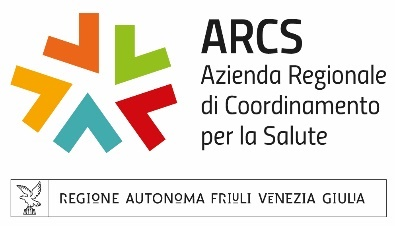 ARCS
Azienda Regionale
di Coordinamento
per la Salute
REGIONE AUTONOMA FRIULI VENEZIA GIULIA